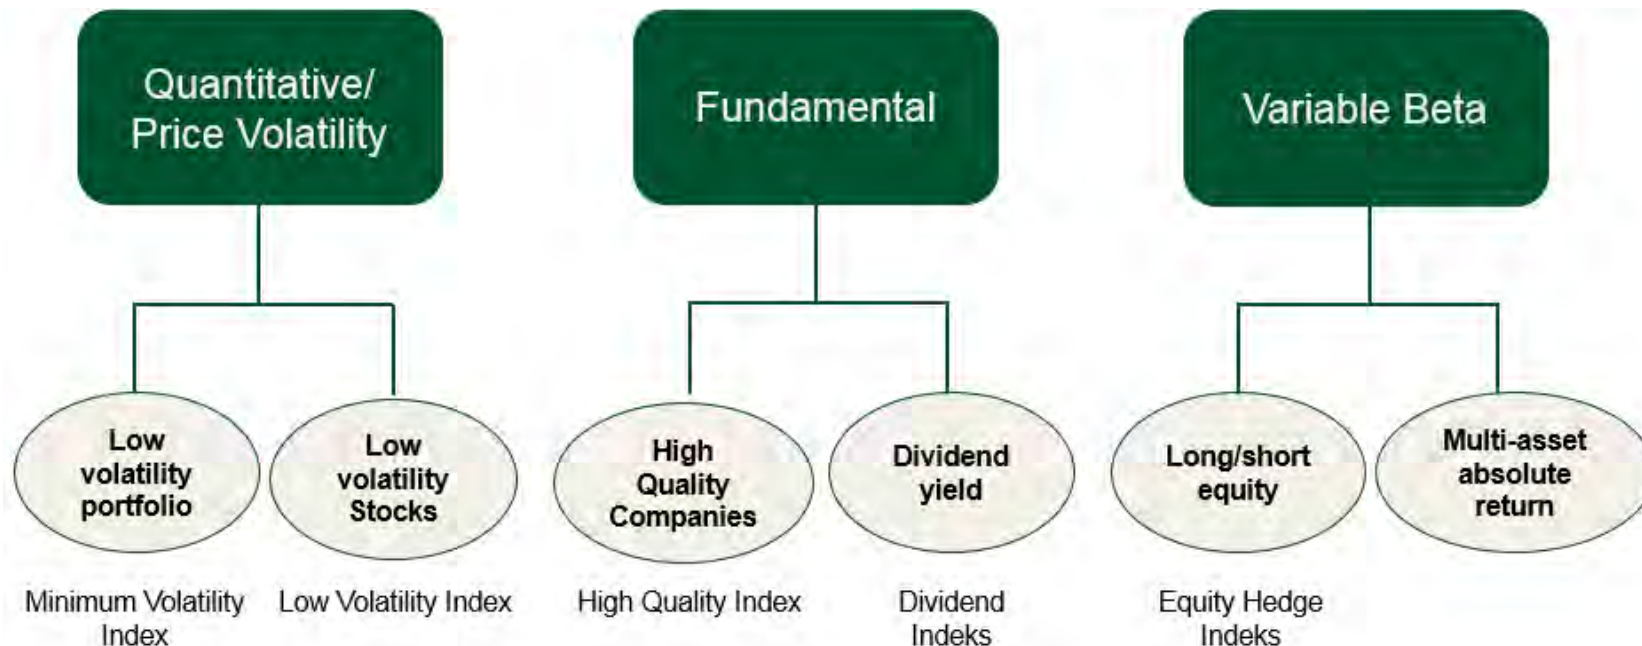 Quantitative/
Price Volatility
Fundamental
Variable Beta
Low
volatility
portfolio
Low
volatility
Stocks
High
Quality
Companies
Dividend
yield
Long/short
equity
Multi-asset
absolute
return
Minimum Volatility
Index
Low Volatility Index
High Quality Index
Dividend
Indeks
Equity Hedge
Indeks